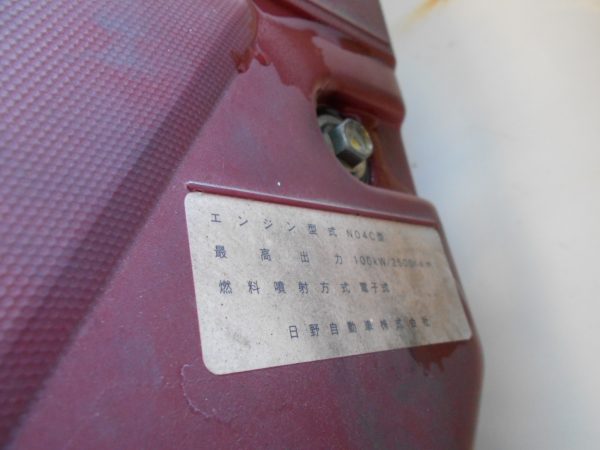 エンジン型式 N04C型
最高出力 100kW/2500r.p.m
燃料噴射方式 電子式
日野自動車株式会社